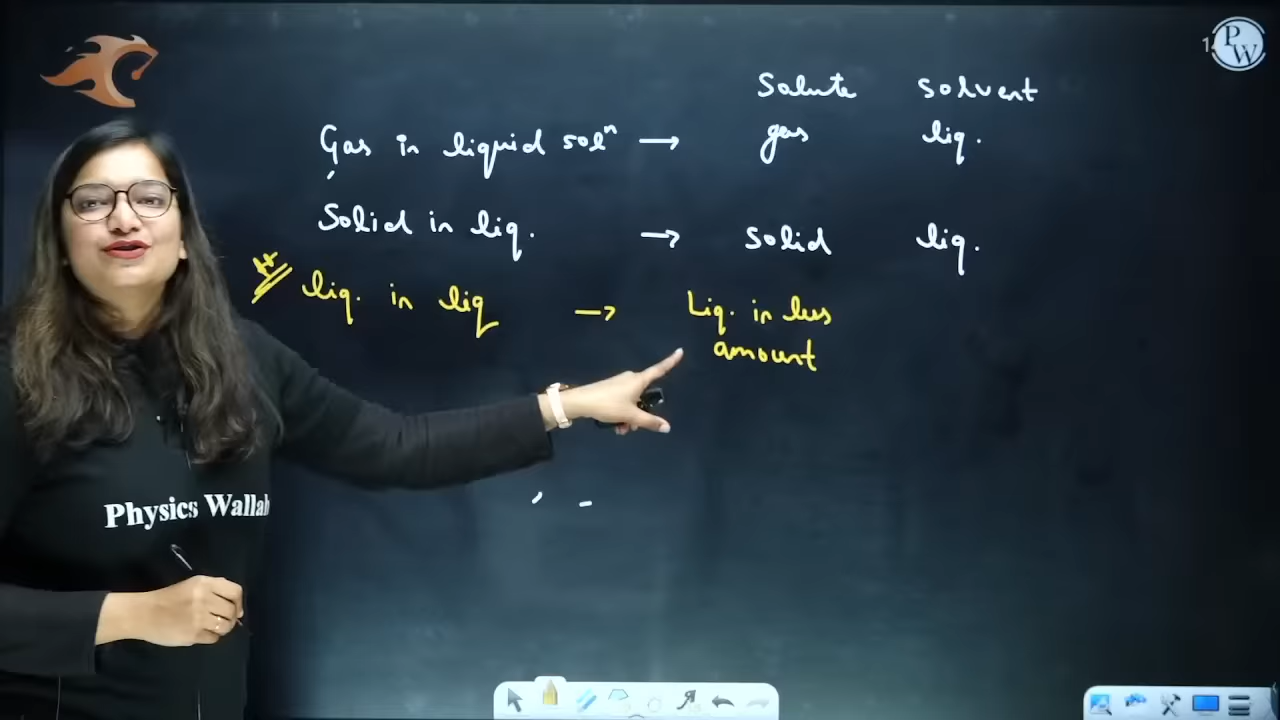 Solute solvent
Gas in liquid solⁿ → gas liq.
Solid in liq. → solid liq.
liq. in liq → Liq. in less
amount
Physics Wallah
PW